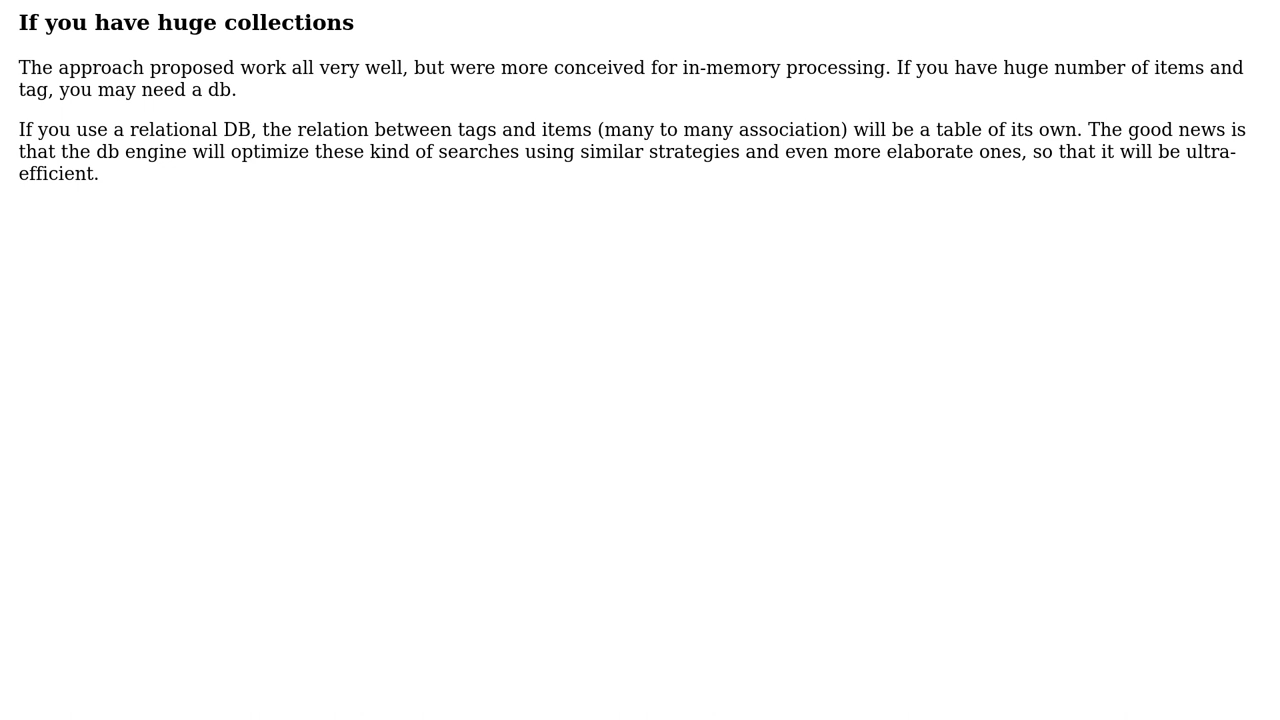 If you have huge collections
The approach proposed work all very well, but were more conceived for in-memory processing. If you have huge number of items and
tag, you may need a db.
If you use a relational DB, the relation between tags and items (many to many association) will be a table of its own. The good news is
that the db engine will optimize these kind of searches using similar strategies and even more elaborate ones, so that it will be ultra-
efficient.